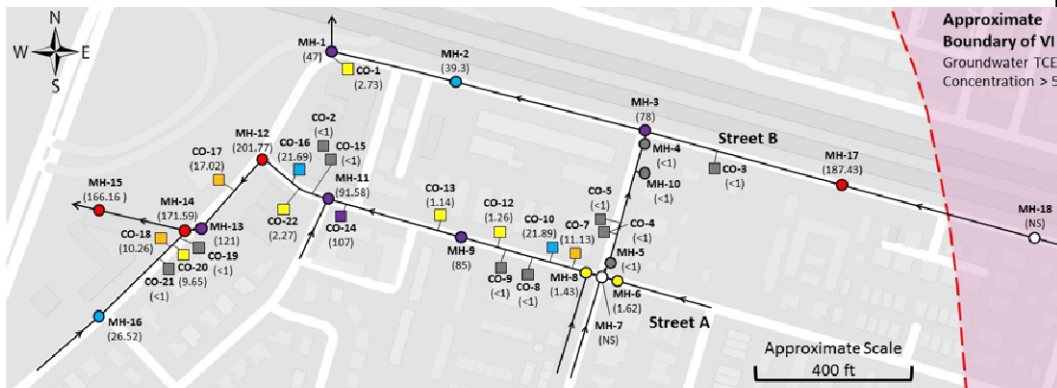 N
W
E
S
Approximate
Boundary of VI
Groundwater TCE
Concentration > 5
MH-1
(47)
CO-1
(2.73)
MH-2
(39.3)
MH-3
(78)
Street B
MH-4
(<1)
MH-10
(<1)
CO-3
(<1)
MH-17
(187.43)
MH-18
(NS)
CO-2
(<1)
CO-15
(<1)
CO-16
(21.69)
MH-12
(201.77)
CO-17
(17.02)
MH-11
(91.58)
MH-15
(166.16)
MH-14
(171.59)
MH-13
(121)
CO-22
(2.27)
CO-14
(107)
CO-13
(1.14)
CO-12
(1.26)
CO-10
(21.89)
CO-7
(11.13)
CO-5
(<1)
CO-4
(<1)
CO-18
(10.26)
CO-19
(<1)
CO-20
(9.65)
CO-21
(<1)
MH-9
(85)
CO-9
(<1)
CO-8
(<1)
MH-8
(1.43)
MH-5
(<1)
MH-6
(1.62)
MH-7
(NS)
Street A
MH-16
(26.52)
Approximate Scale
400 ft